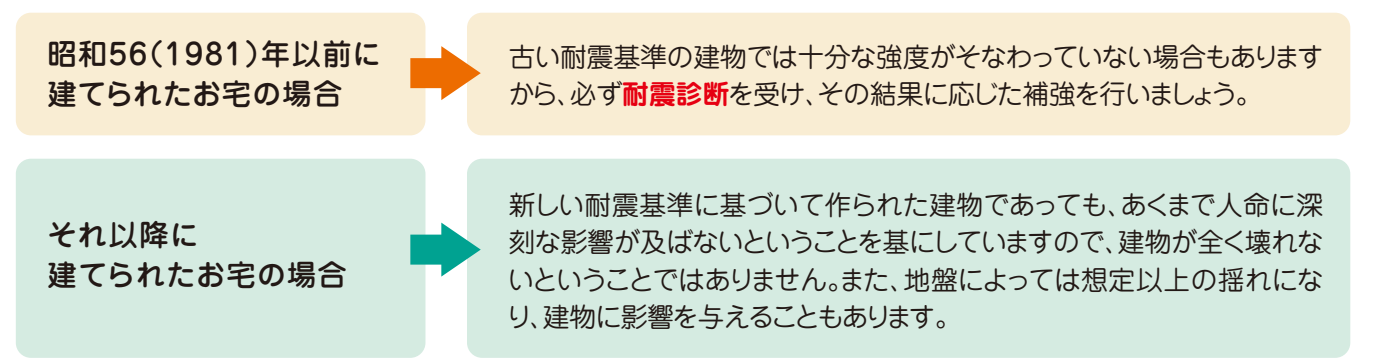 昭和56(1981)年以前に
建てられたお宅の場合
古い耐震基準の建物では十分な強度がそなわっていない場合もあります
から、必ず耐震診断を受け、その結果に応じた補強を行いましょう。
それ以降に
建てられたお宅の場合
新しい耐震基準に基づいて作られた建物であっても、あくまで人命に深
刻な影響が及ばないということを基にしていますので、建物が全く壊れな
いということではありません。また、地盤によっては想定以上の揺れにな
り、建物に影響を与えることもあります。